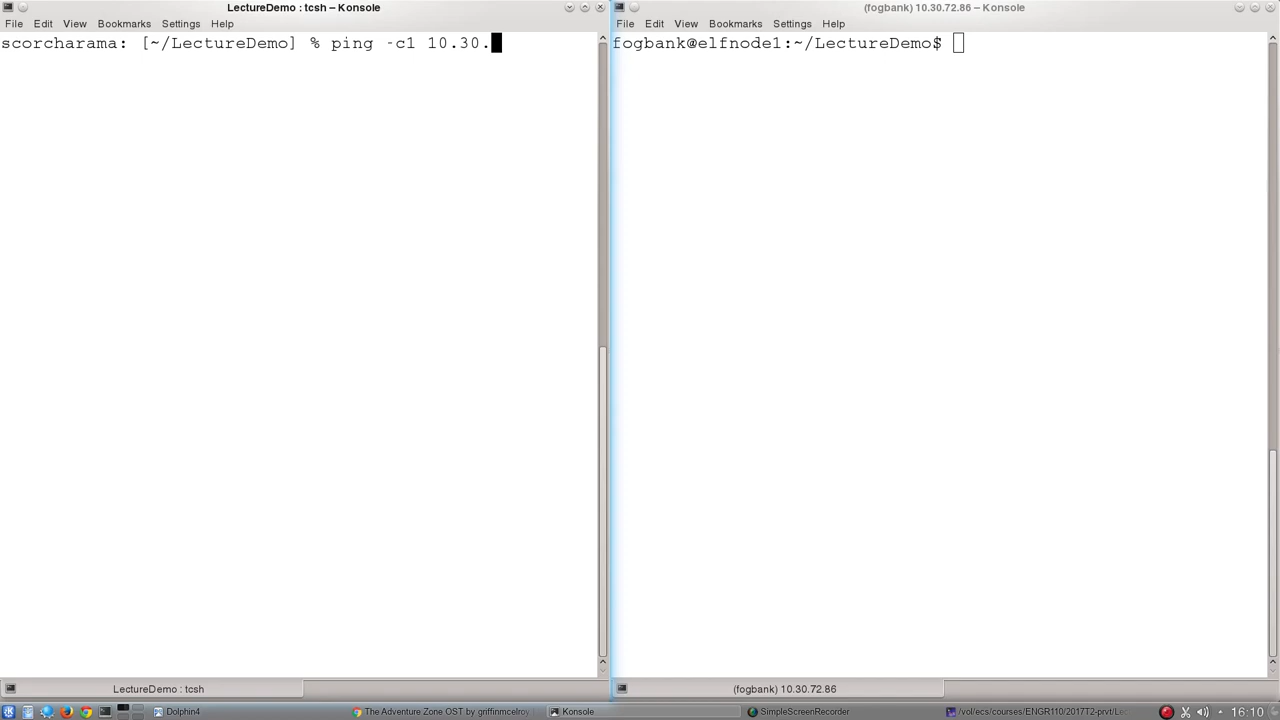 LectureDemo : tcsh – Konsole
File Edit View Bookmarks Settings Help
scorcharama: [~/LectureDemo] % ping -c1 10.30.
LectureDemo : tcsh
(fogbank) 10.30.72.86 – Konsole
File Edit View Bookmarks Settings Help
fogbank@elfnode1:~/LectureDemo$
(fogbank) 10.30.72.86
Dolphin4
The Adventure Zone OST by griffinmcelroy
Konsole
SimpleScreenRecorder
/vol/ecs/courses/ENGR110/2017T2-prvt/Lec
16:10